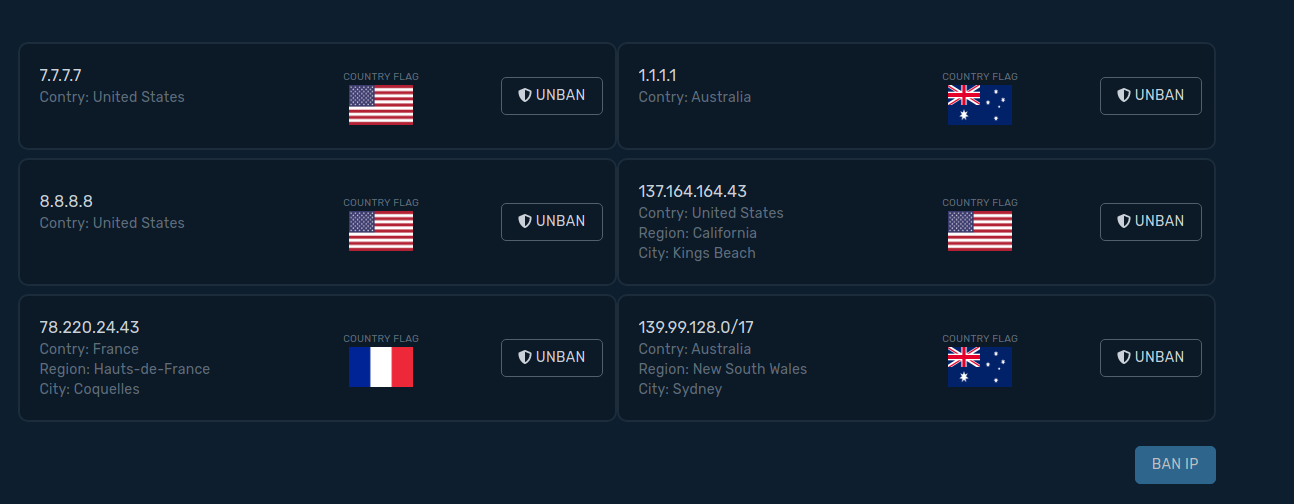 7.7.7.7
Contry: United States
COUNTRY FLAG
UNBAN
1.1.1.1
Contry: Australia
COUNTRY FLAG
UNBAN
8.8.8.8
Contry: United States
COUNTRY FLAG
UNBAN
137.164.164.43
Contry: United States
Region: California
City: Kings Beach
COUNTRY FLAG
UNBAN
78.220.24.43
Contry: France
Region: Hauts-de-France
City: Coquelles
COUNTRY FLAG
UNBAN
139.99.128.0/17
Contry: Australia
Region: New South Wales
City: Sydney
COUNTRY FLAG
UNBAN
BAN IP